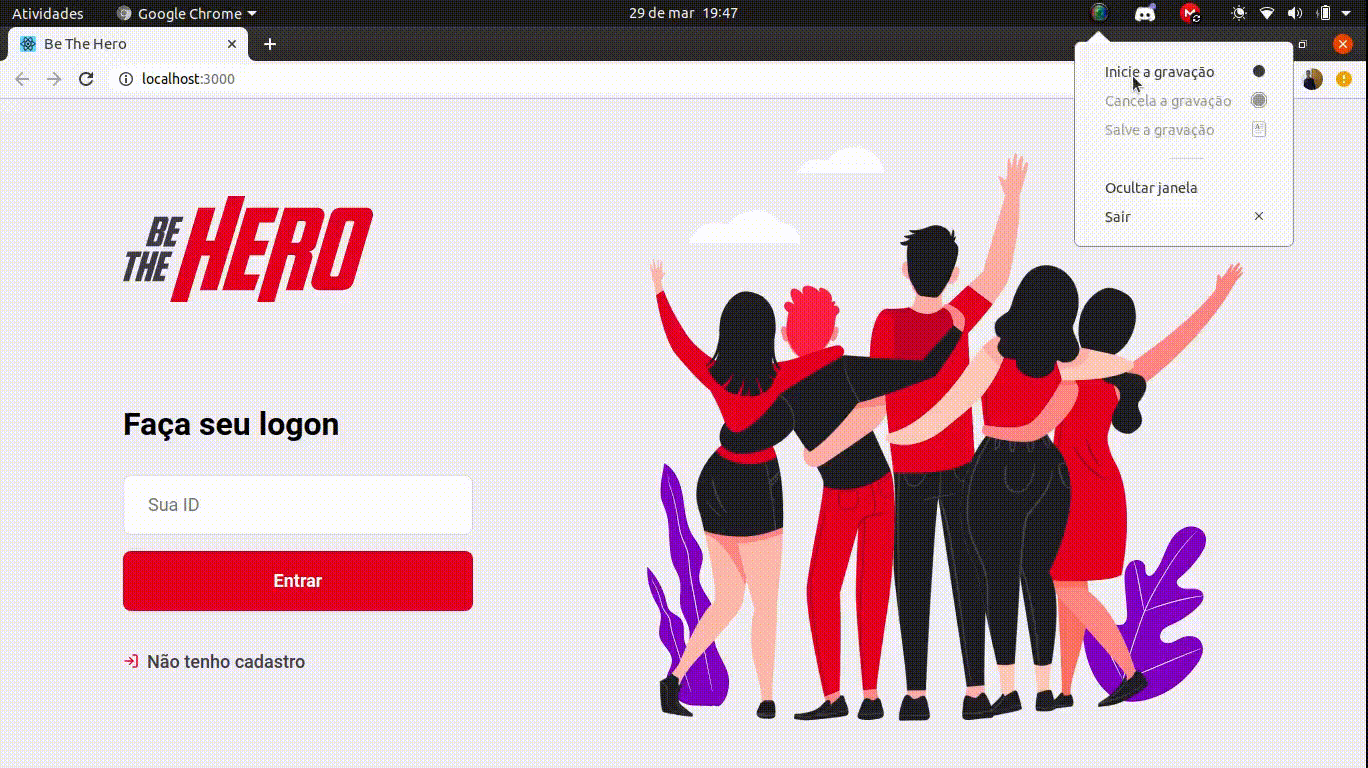 Atividades
Google Chrome
29 de mar 19:47
Be The Hero
localhost:3000
Inicie a gravação
Cancela a gravação
Salve a gravação
Ocultar janela
Sair
BE
THE
HERO
Faça seu logon
Sua ID
Entrar
Não tenho cadastro